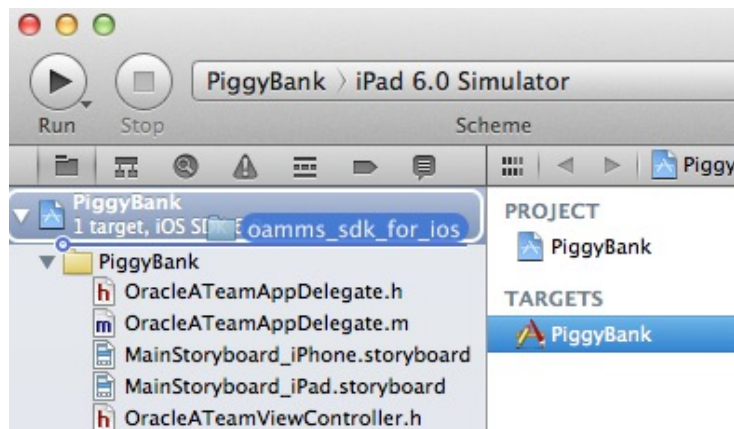 PiggyBank iPad 6.0 Simulator
Run Stop Scheme
Piggy
PiggyBank
1 target, iOS
oamms_sdk_for_ios
PiggyBank
OracleATeamAppDelegate.h
OracleATeamAppDelegate.m
MainStoryboard_iPhone.storyboard
MainStoryboard_iPad.storyboard
OracleATeamViewController.h
PROJECT
PiggyBank
TARGETS
PiggyBank